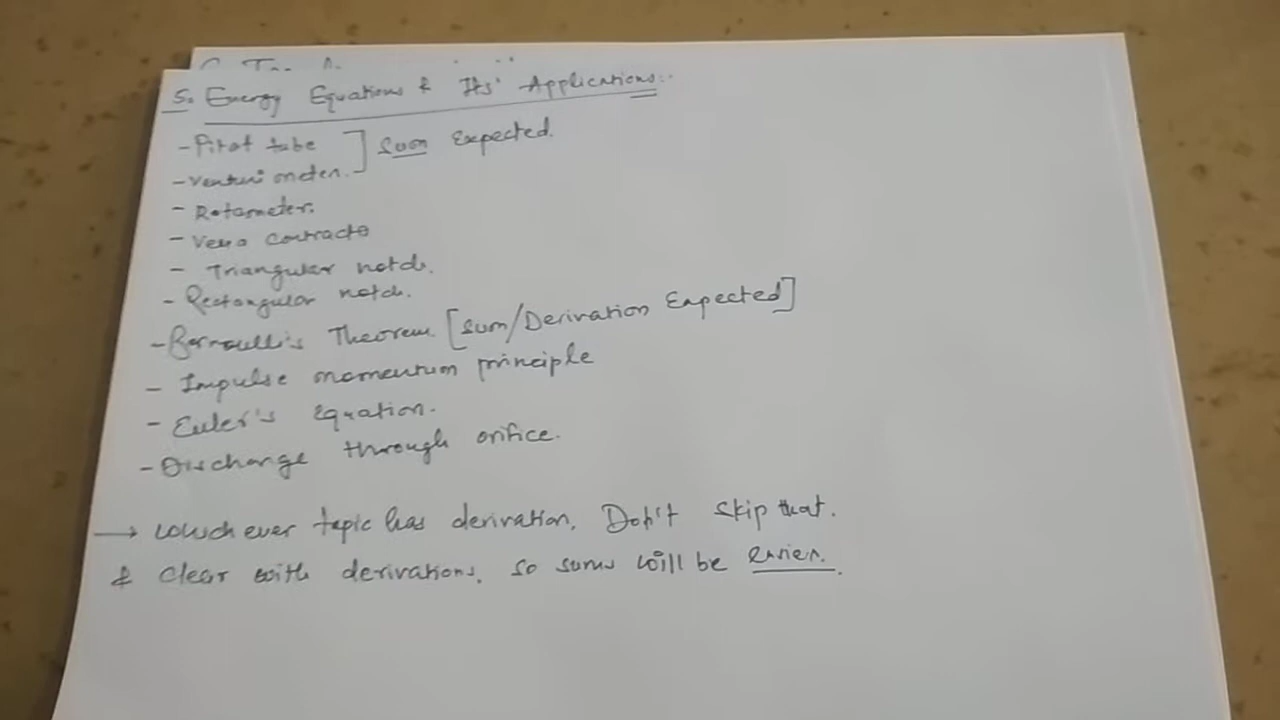 5. Energy Equations & Its' Applications..
- Pitot tube
- Venturi meter.
] Sum Expected.
- Rotameter.
- Vena contracta
- Triangular notch.
- Rectangular notch.
- Bernoulli's Theorem. [Sum/Derivation Expected]
- Impulse momentum principle
- Euler's Equation.
- Discharge through orifice.
→ Whichever topic has derivation, Don't skip that.
& Clear with derivations, so sums will be easier.